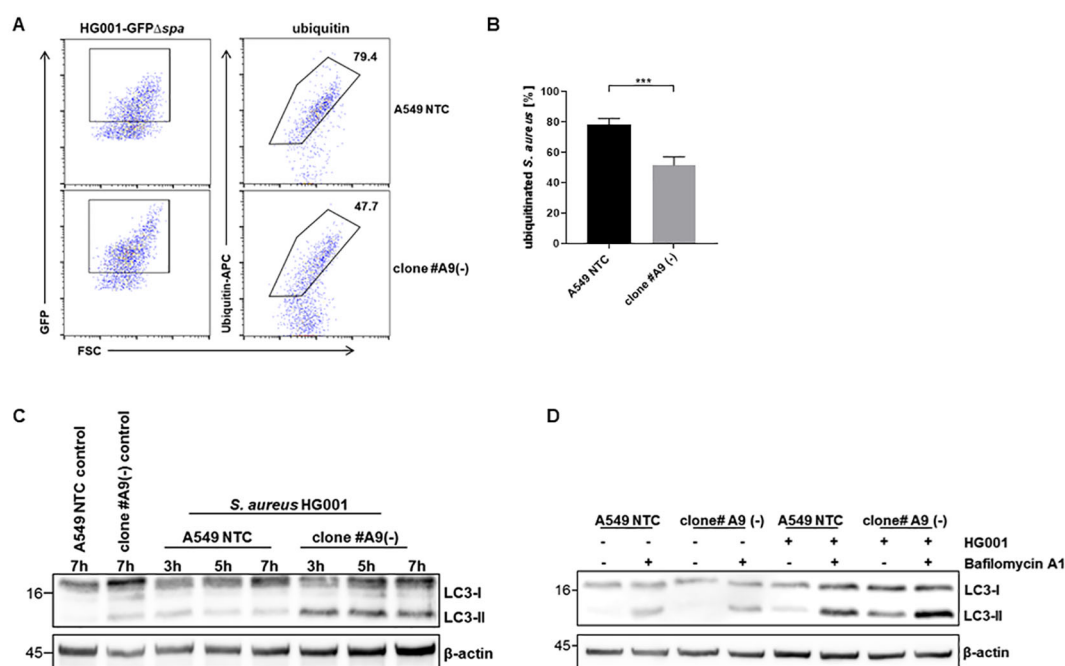 A
HG001-GFPΔspa
ubiquitin
79.4
A549 NTC
47.7
clone #A9(-)
GFP
Ubiquitin-APC
FSC
B
***
ubiquitinated S. aureus [%]
100
80
60
40
20
0
A549 NTC
clone #A9 (-)
C
A549 NTC control
clone #A9(-) control
S. aureus HG001
A549 NTC
clone #A9(-)
7h 7h 3h 5h 7h 3h 5h 7h
16
LC3-I
LC3-II
45
β-actin
D
A549 NTC clone# A9 (-) A549 NTC clone# A9 (-)
- - - - + + + + HG001
- + - + - + - + Bafilomycin A1
16
LC3-I
LC3-II
45
β-actin